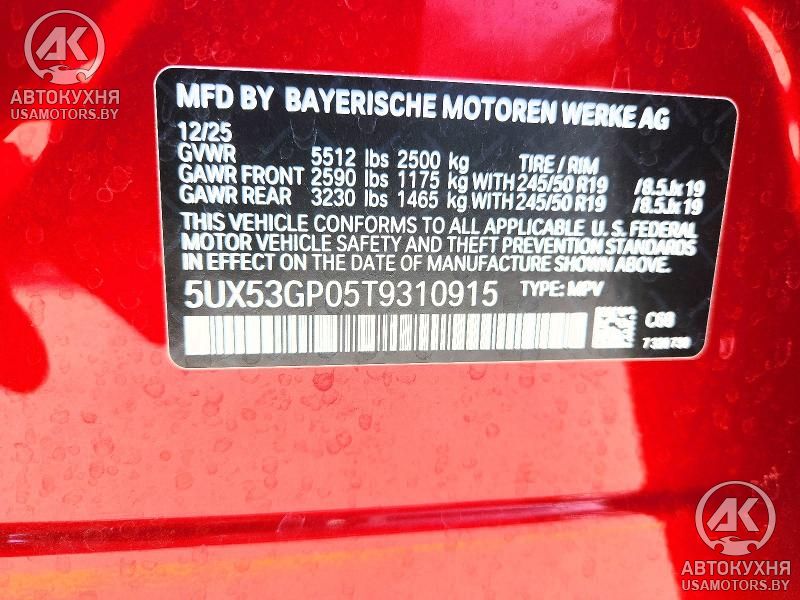 AK
АВТОКУХНЯ
USAMOTORS.BY
MFD BY BAYERISCHE MOTOREN WERKE AG
12/25
GVWR 5512 lbs 2500 kg TIRE / RIM
GAWR FRONT 2590 lbs 1175 kg WITH 245/50 R19 /8.5Jx19
GAWR REAR 3230 lbs 1465 kg WITH 245/50 R19 /8.5Jx19
THIS VEHICLE CONFORMS TO ALL APPLICABLE U. S. FEDERAL
MOTOR VEHICLE SAFETY AND THEFT PREVENTION STANDARDS
IN EFFECT ON THE DATE OF MANUFACTURE SHOWN ABOVE.
5UX53GP05T9310915 TYPE: MPV
AK
АВТОКУХНЯ
USAMOTORS.BY